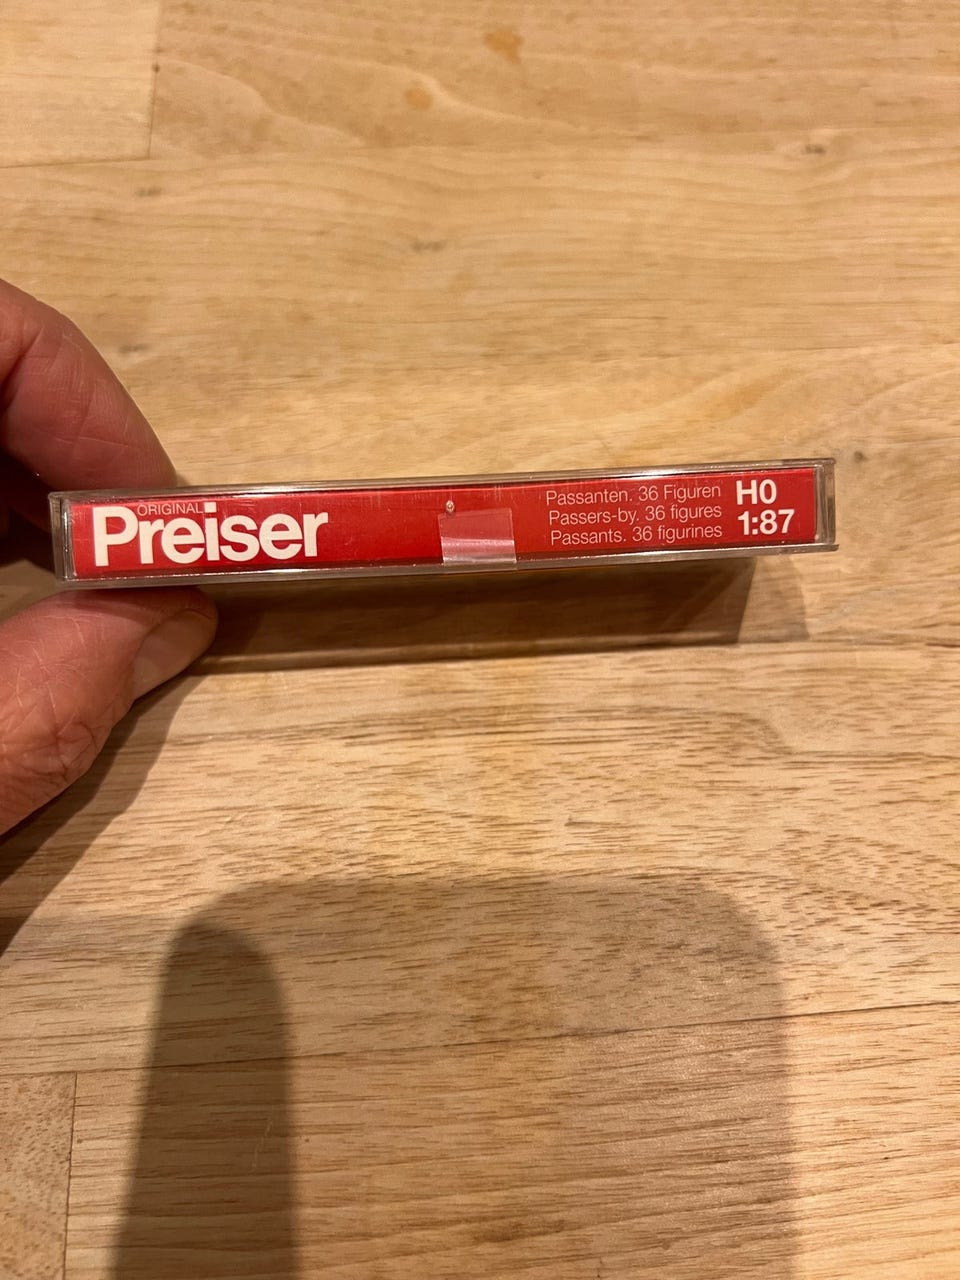 ORIGINAL
Preiser
Passanten. 36 Figuren
Passers-by. 36 figures
Passants. 36 figurines
H0
1:87